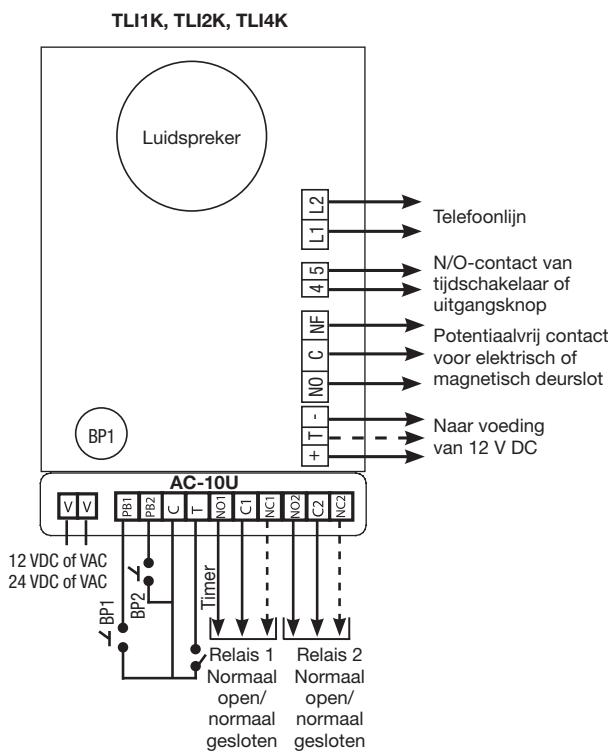 TLI1K, TLI2K, TLI4K
Luidspreker
L2
L1
Telefoonlijn
5
4
N/O-contact van
tijdschakelaar of
uitgangsknop
NF
C
NO
Potentiaalvrij contact
voor elektrisch of
magnetisch deurslot
-
T
+
Naar voeding
van 12 V DC
BP1
AC-10U
V V PB1 PB2 C T NO1 C1 NC1 NO2 C2 NC2
12 VDC of VAC
24 VDC of VAC
BP1
BP2
Timer
Relais 1
Normaal
open/
normaal
gesloten
Relais 2
Normaal
open/
normaal
gesloten